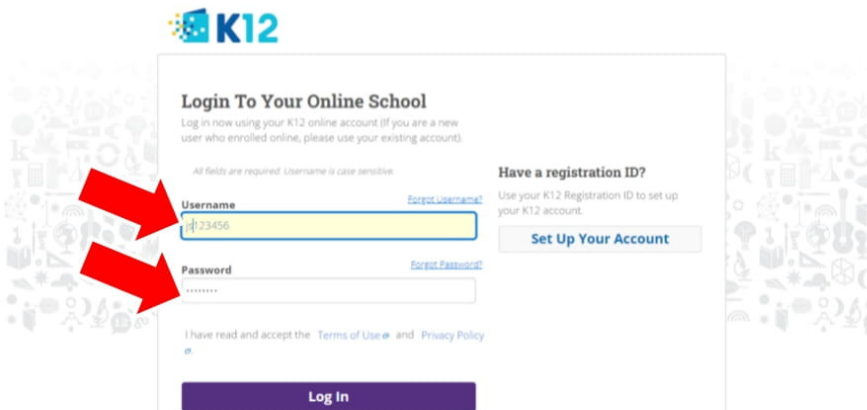 K12
Login To Your Online School
Log in now using your K12 online account (If you are a new
user who enrolled online, please use your existing account).
All fields are required. Username is case sensitive.
Username
Forgot Username?
123456
Password
Forgot Password?
••••••••
I have read and accept the Terms of Use and Privacy Policy
.
Log In
Have a registration ID?
Use your K12 Registration ID to set up
your K12 account.
Set Up Your Account